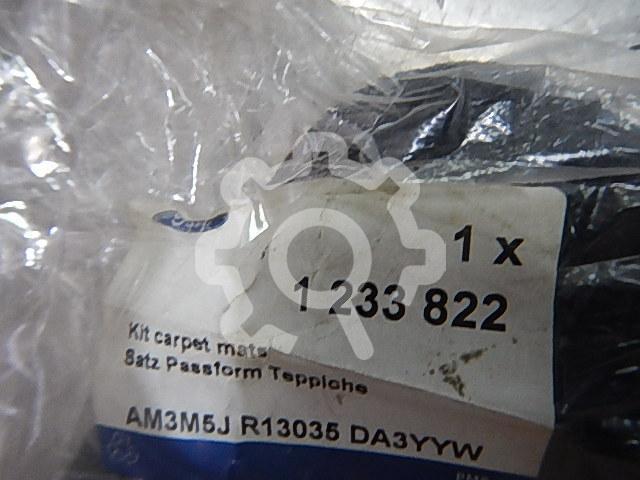 1 x
1 233 822
Kit carpet mats
Satz Passform Teppiche
AM3M5J R13035 DA3YYW